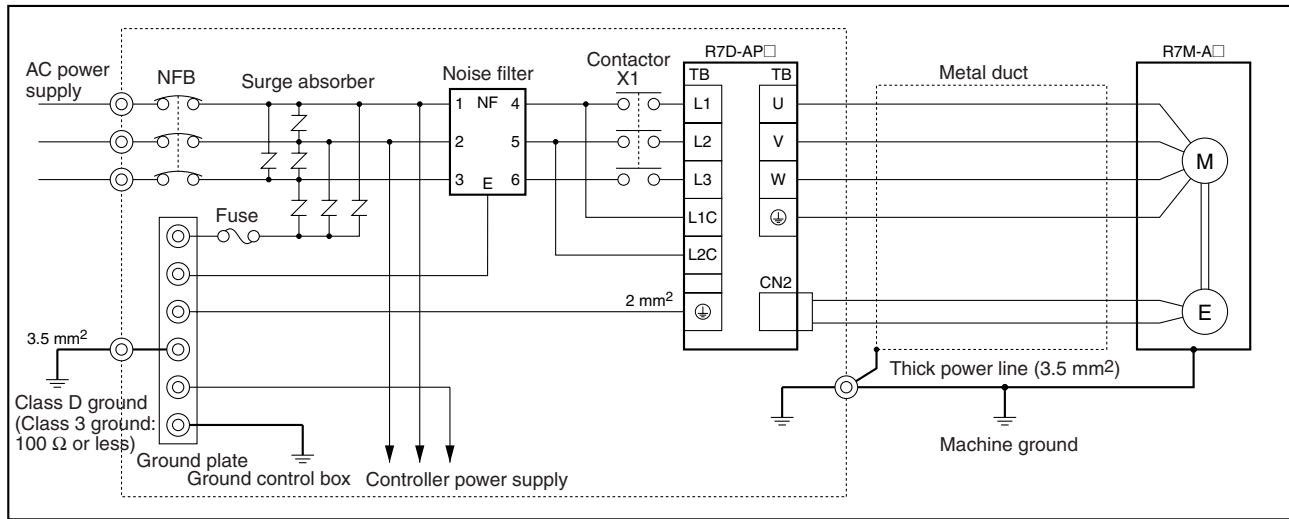 AC power
supply
NFB
Surge absorber
Noise filter
Contactor
X1
R7D-AP□
Metal duct
R7M-A□
TB
TB
1 NF 4
2 5
3 E 6
L1
L2
L3
L1C
L2C
U
V
W
CN2
M
E
Fuse
2 mm²
3.5 mm²
Class D ground
(Class 3 ground:
100 Ω or less)
Ground plate
Ground control box
Controller power supply
Thick power line (3.5 mm²)
Machine ground